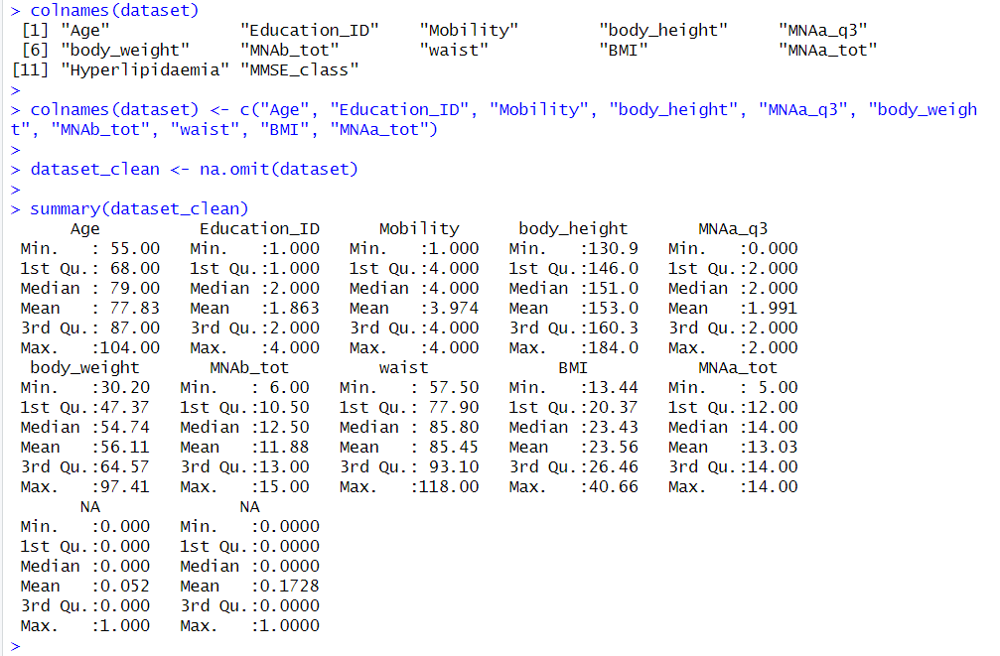 > colnames(dataset)
 [1] "Age"             "Education_ID"    "Mobility"        "body_height"     "MNAa_q3"
 [6] "body_weight"     "MNAb_tot"        "waist"           "BMI"             "MNAa_tot"
[11] "Hyperlipidaemia" "MMSE_class"
>
> colnames(dataset) <- c("Age", "Education_ID", "Mobility", "body_height", "MNAa_q3", "body_weigh
t", "MNAb_tot", "waist", "BMI", "MNAa_tot")
>
> dataset_clean <- na.omit(dataset)
>
> summary(dataset_clean)
      Age          Education_ID      Mobility      body_height       MNAa_q3
 Min.   : 55.00   Min.   :1.000   Min.   :1.000   Min.   :130.9   Min.   :0.000
 1st Qu.: 68.00   1st Qu.:1.000   1st Qu.:4.000   1st Qu.:146.0   1st Qu.:2.000
 Median : 79.00   Median :2.000   Median :4.000   Median :151.0   Median :2.000
 Mean   : 77.83   Mean   :1.863   Mean   :3.974   Mean   :153.0   Mean   :1.991
 3rd Qu.: 87.00   3rd Qu.:2.000   3rd Qu.:4.000   3rd Qu.:160.3   3rd Qu.:2.000
 Max.   :104.00   Max.   :4.000   Max.   :4.000   Max.   :184.0   Max.   :2.000
  body_weight       MNAb_tot         waist             BMI           MNAa_tot
 Min.   :30.20   Min.   : 6.00   Min.   : 57.50   Min.   :13.44   Min.   : 5.00
 1st Qu.:47.37   1st Qu.:10.50   1st Qu.: 77.90   1st Qu.:20.37   1st Qu.:12.00
 Median :54.74   Median :12.50   Median : 85.80   Median :23.43   Median :14.00
 Mean   :56.11   Mean   :11.88   Mean   : 85.45   Mean   :23.56   Mean   :13.03
 3rd Qu.:64.57   3rd Qu.:13.00   3rd Qu.: 93.10   3rd Qu.:26.46   3rd Qu.:14.00
 Max.   :97.41   Max.   :15.00   Max.   :118.00   Max.   :40.66   Max.   :14.00
       NA              NA
 Min.   :0.000   Min.   :0.0000
 1st Qu.:0.000   1st Qu.:0.0000
 Median :0.000   Median :0.0000
 Mean   :0.052   Mean   :0.1728
 3rd Qu.:0.000   3rd Qu.:0.0000
 Max.   :1.000   Max.   :1.0000
>